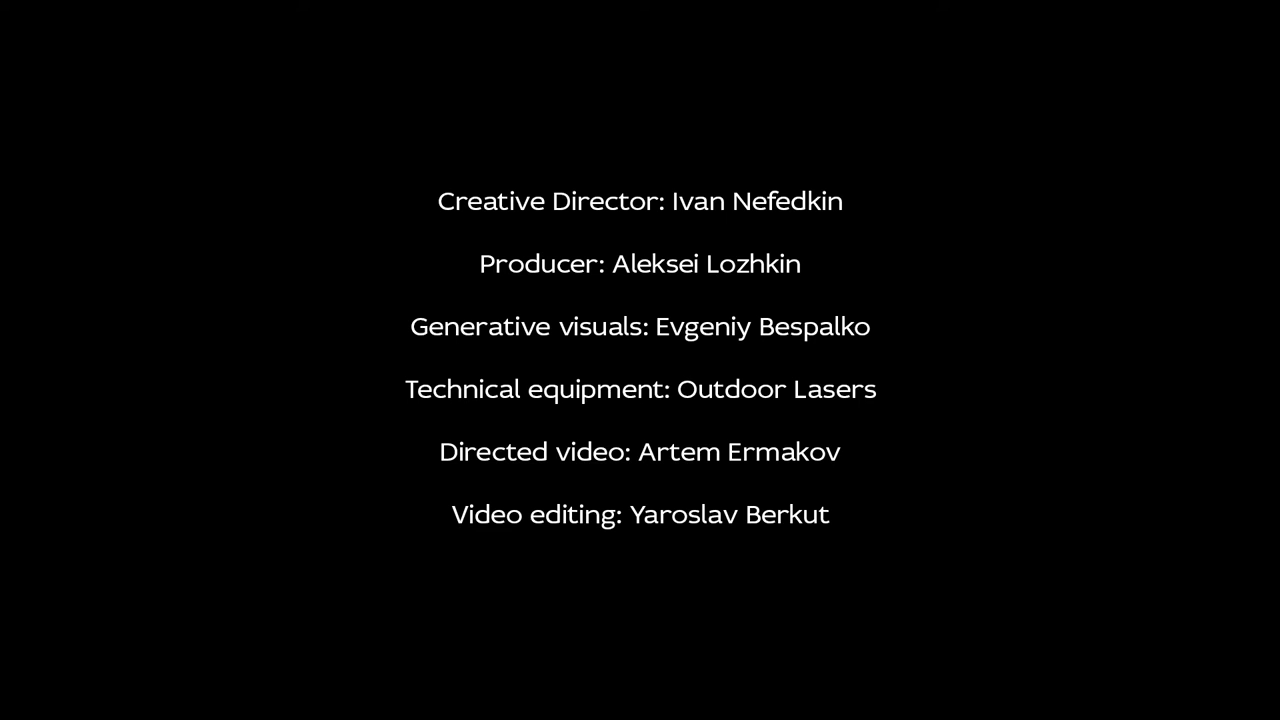 Creative Director: Ivan Nefedkin
Producer: Aleksei Lozhkin
Generative visuals: Evgeniy Bespalko
Technical equipment: Outdoor Lasers
Directed video: Artem Ermakov
Video editing: Yaroslav Berkut